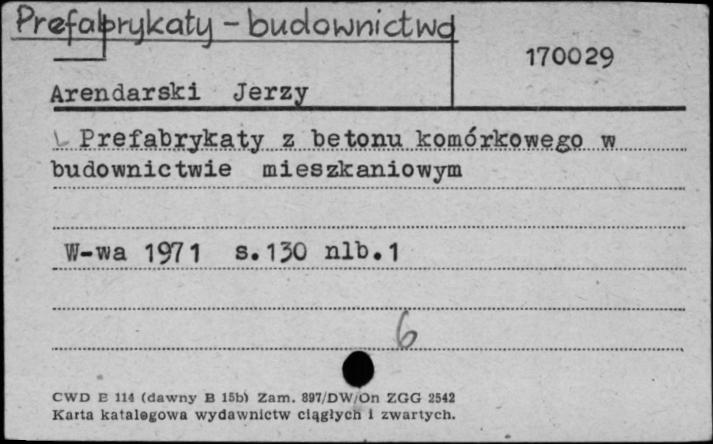 Prefabrykaty - budownictwo
170029
Arendarski Jerzy
Prefabrykaty z betonu komórkowego w
budownictwie mieszkaniowym
W-wa 1971 s.130 nlb.1
6
CWD E 114 (dawny B 15b) Zam. 897/DW/On ZGG 2542
Karta katalogowa wydawnictw ciągłych i zwartych.